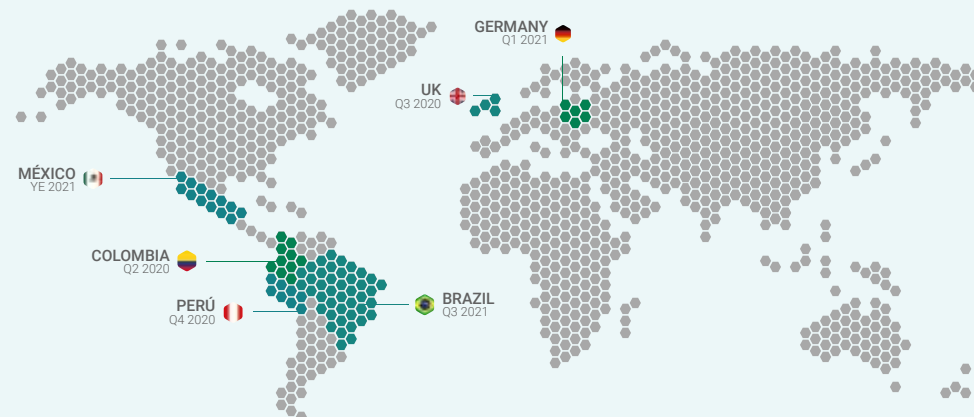 GERMANY
Q1 2021
UK
Q3 2020
MÉXICO
YE 2021
COLOMBIA
Q2 2020
PERÚ
Q4 2020
BRAZIL
Q3 2021